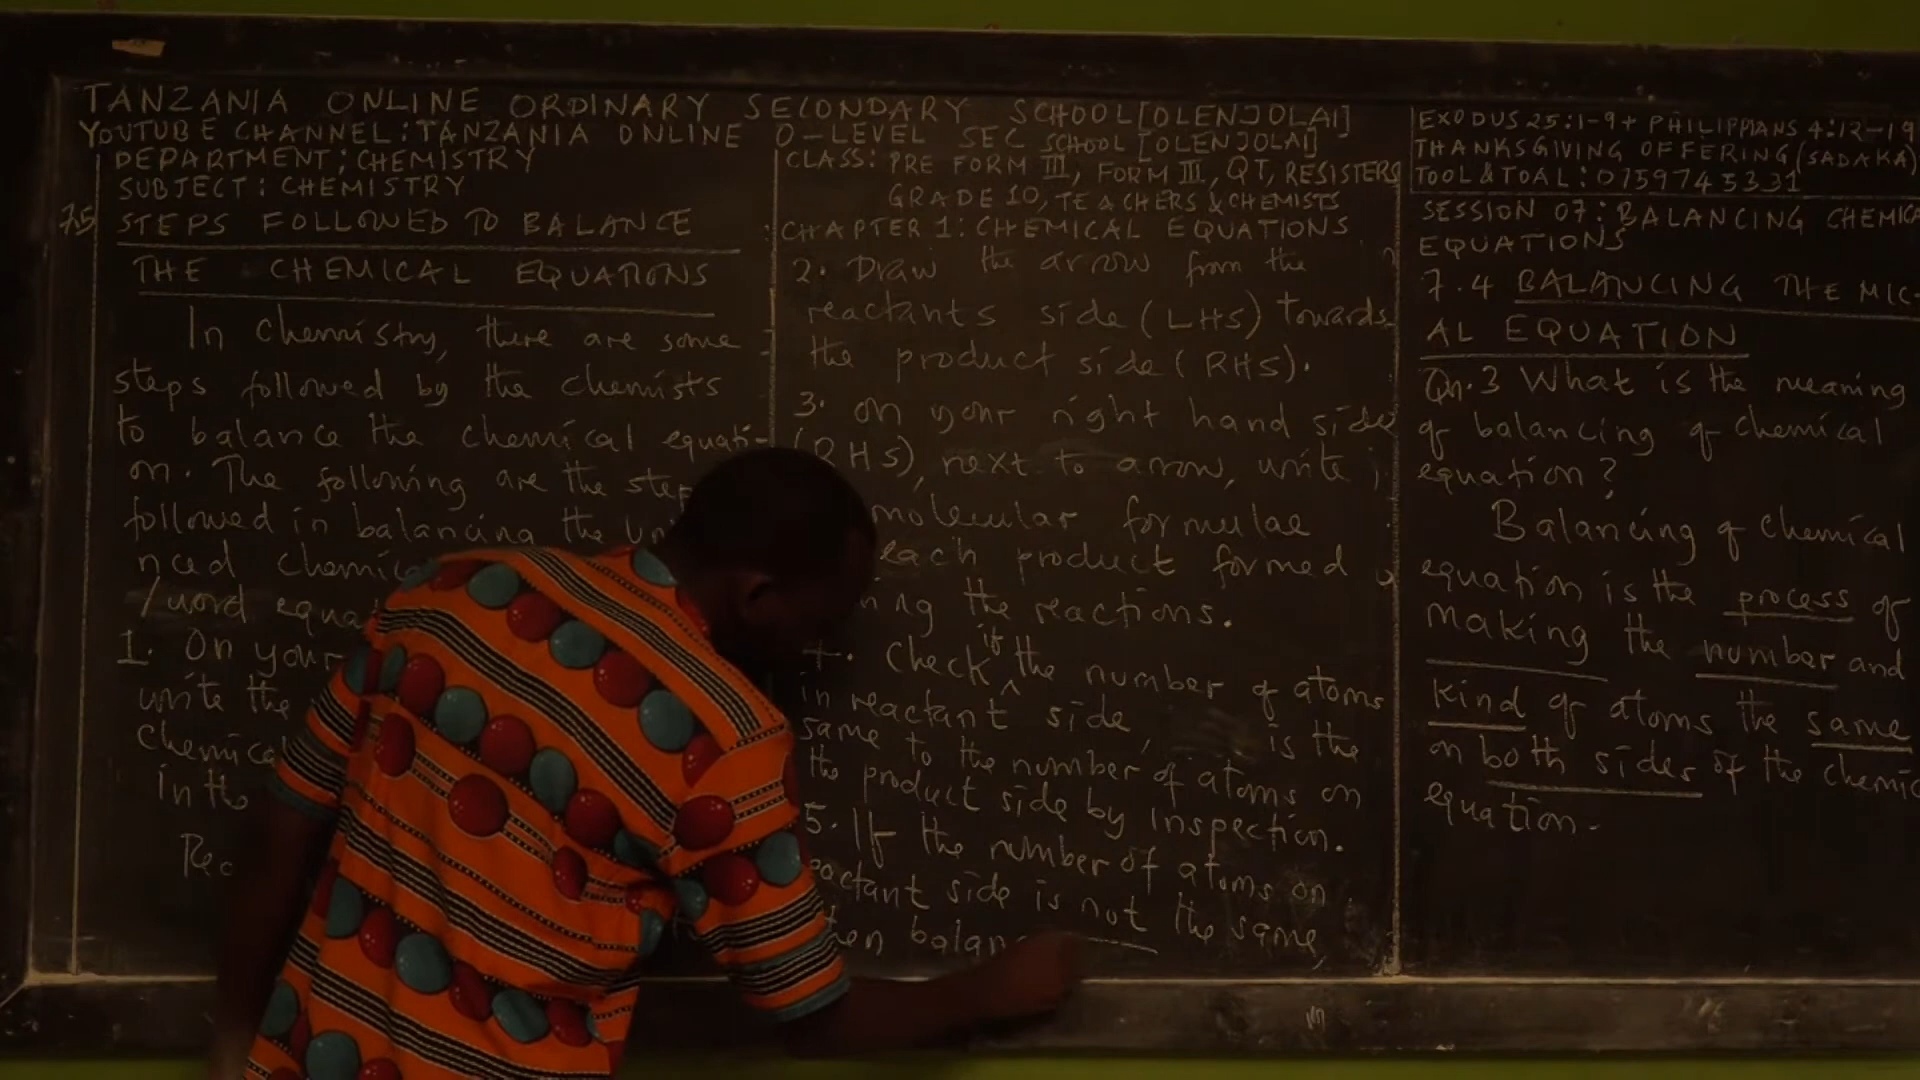 TANZANIA ONLINE ORDINARY SECONDARY SCHOOL[OLENJOLAI]
YOUTUBE CHANNEL: TANZANIA ONLINE O-LEVEL SEC SCHOOL [OLENJOLAI]
DEPARTMENT: CHEMISTRY
SUBJECT: CHEMISTRY
7.5 STEPS FOLLOWED TO BALANCE
THE CHEMICAL EQUATIONS
In chemistry, there are some
steps followed by the chemists
to balance the chemical equati-
on. The following are the step
followed in balancing the un
nced chemic
/word equa
1. On your
write the
chemica
in the
Rea
CLASS: PRE FORM III, FORM III, QT, RESISTERS
GRADE 10, TEACHERS & CHEMISTS
CHAPTER 1: CHEMICAL EQUATIONS
2. Draw the arrow from the
reactants side (LHS) towards
the product side (RHS).
3. On your right hand side
(RHS), next to arrow, write
molecular formulae
each product formed
ing the reactions.
4. Check if the number of atoms
in reactant side, is the
same to the number of atoms on
the product side by inspection.
5. If the number of atoms on
reactant side is not the same,
then balanc
EXODUS 25:1-9 + PHILIPPIANS 4:12-19
THANKSGIVING OFFERING (SADAKA)
TOOL & TOAL: 0759743331
SESSION 07: BALANCING CHEMICA
EQUATIONS
7.4 BALANCING THE MIC-
AL EQUATION
Qn.3 What is the meaning
of balancing of chemical
equation?
Balancing of chemical
equation is the process of
making the number and
kind of atoms the same
on both sides of the chemic
equation.